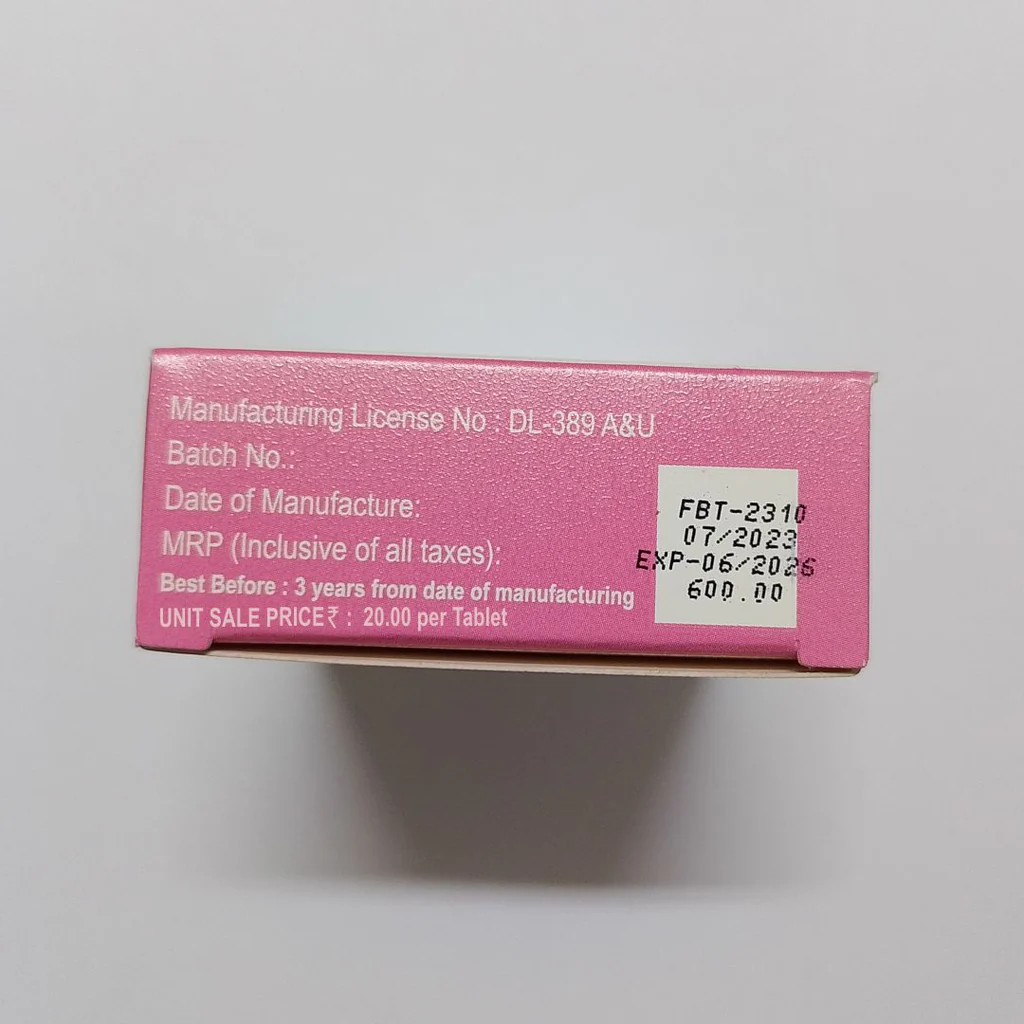 Manufacturing License No : DL-389 A&U
Batch No.:
Date of Manufacture:
MRP (Inclusive of all taxes):
Best Before : 3 years from date of manufacturing
UNIT SALE PRICE₹ : 20.00 per Tablet
FBT-2310
07/2023
EXP-06/2026
600.00